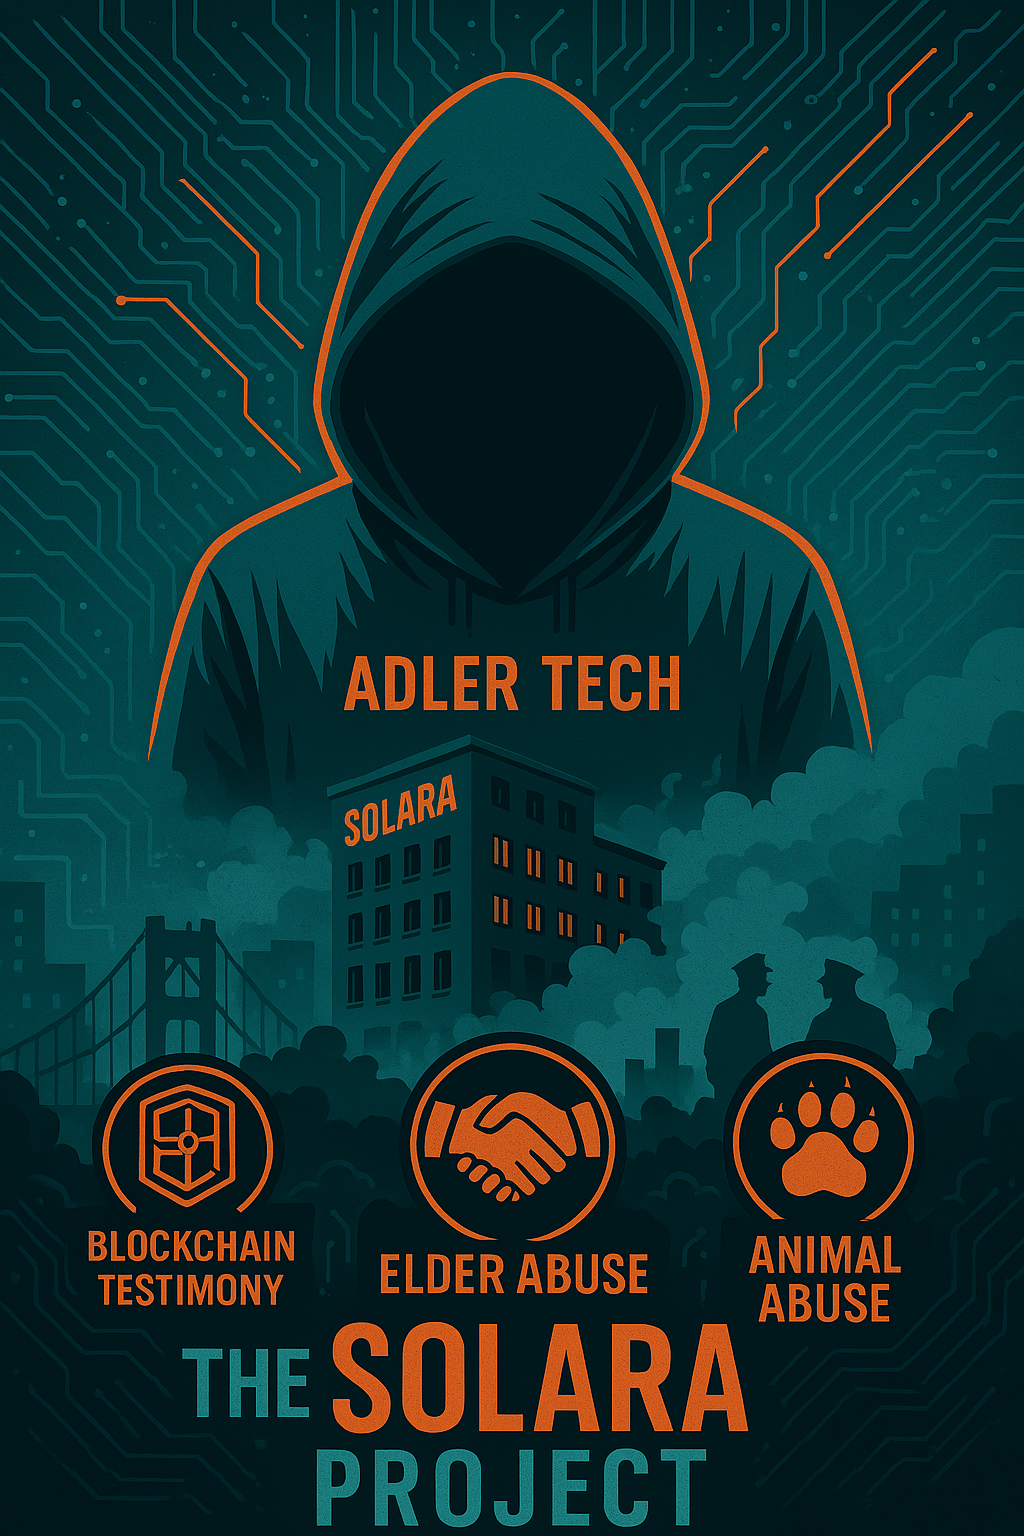 ADLER TECH
SOLARA
BLOCKCHAIN
TESTIMONY
ELDER ABUSE
ANIMAL
ABUSE
THE SOLARA
PROJECT